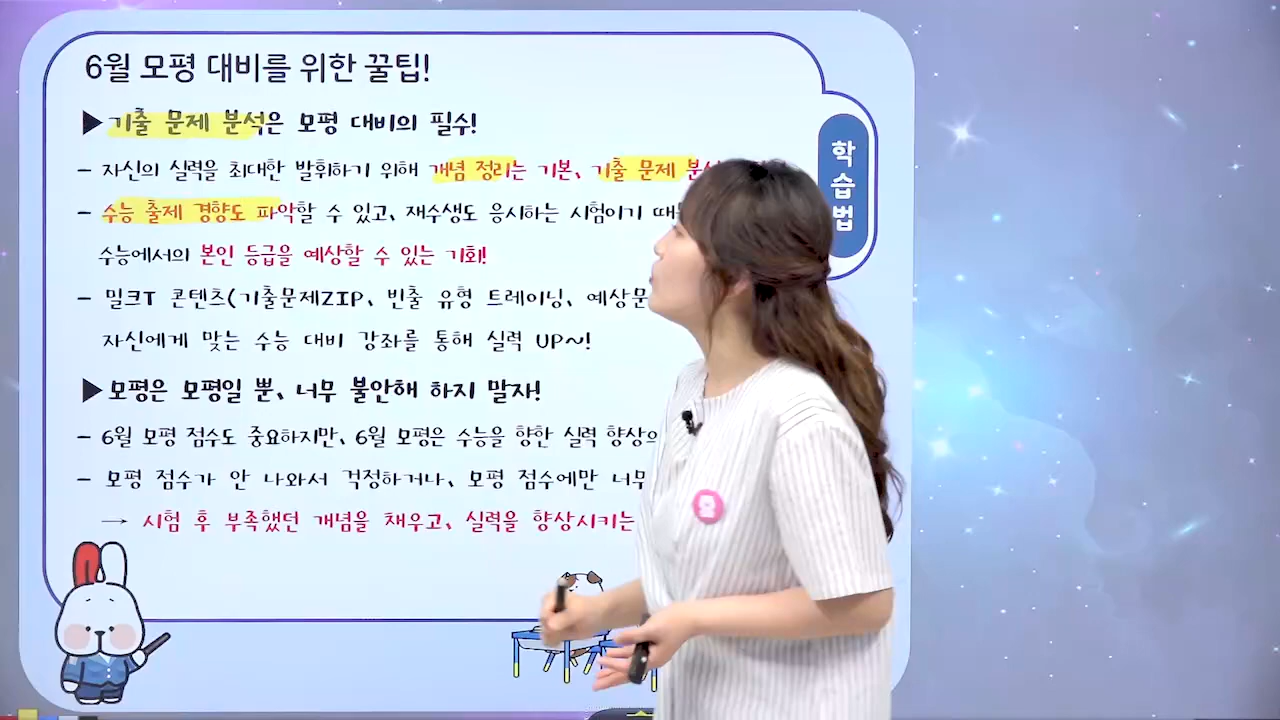 6월 모평 대비를 위한 꿀팁!
▶기출 문제 분석은 모평 대비의 필수!
- 자신의 실력을 최대한 발휘하기 위해 개념 정리는 기본, 기출 문제
- 수능 출제 경향도 파악할 수 있고, 재수생도 응시하는 시험이기
수능에서의 본인 등급을 예상할 수 있는 기회!
- 밀크T 콘텐츠(기출문제ZIP, 빈출 유형 트레이닝,
자신에게 맞는 수능 대비 강좌를 통해 실력 UP~!
▶모평은 모평일 뿐, 너무 불안해 하지 말자!
- 6월 모평 점수도 중요하지만, 6월 모평은 수능을 향한 실력
- 모평 점수가 안 나와서 걱정하거나, 모평 점수에만
→ 시험 후 부족했던 개념을 채우고, 실력을 향상시키는
학습법